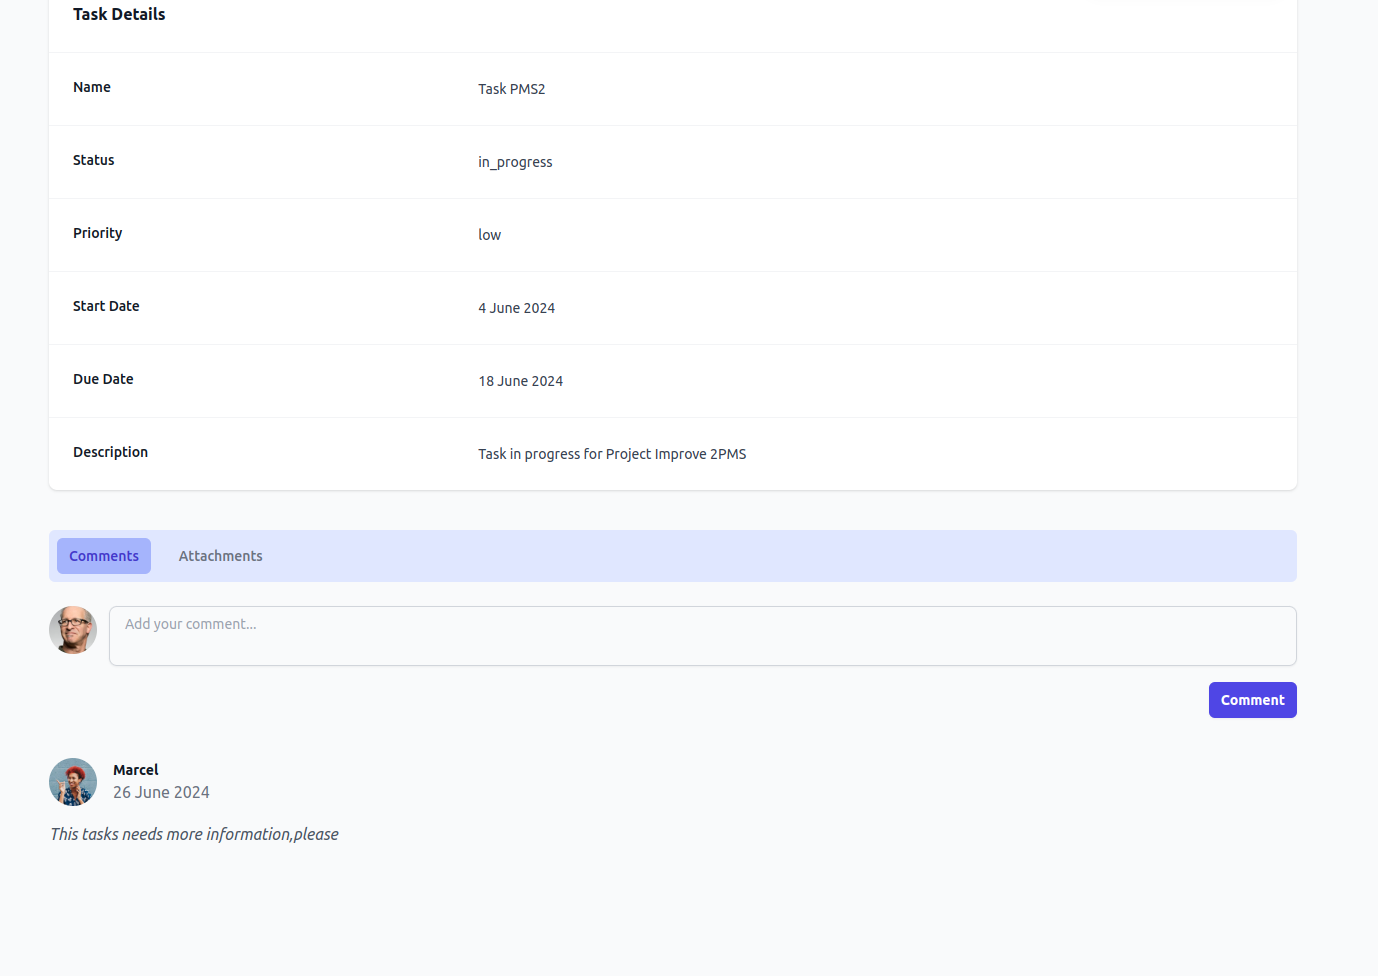 Task Details
Name
Task PMS2
Status
in_progress
Priority
low
Start Date
4 June 2024
Due Date
18 June 2024
Description
Task in progress for Project Improve 2PMS
Comments
Attachments
Add your comment...
Comment
Marcel
26 June 2024
This tasks needs more information,please